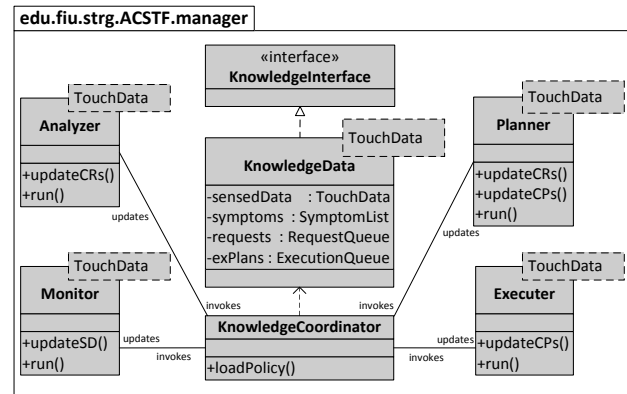 edu.fiu.strg.ACSTF.manager
«interface»
KnowledgeInterface
TouchData
Analyzer
+updateCRs()
+run()
TouchData
KnowledgeData
-sensedData : TouchData
-symptoms : SymptomList
-requests : RequestQueue
-exPlans : ExecutionQueue
TouchData
Planner
+updateCRs()
+updateCPs()
+run()
updates
updates
TouchData
Monitor
+updateSD()
+run()
invokes
invokes
KnowledgeCoordinator
+loadPolicy()
updates
invokes
updates
invokes
TouchData
Executer
+updateCPs()
+run()